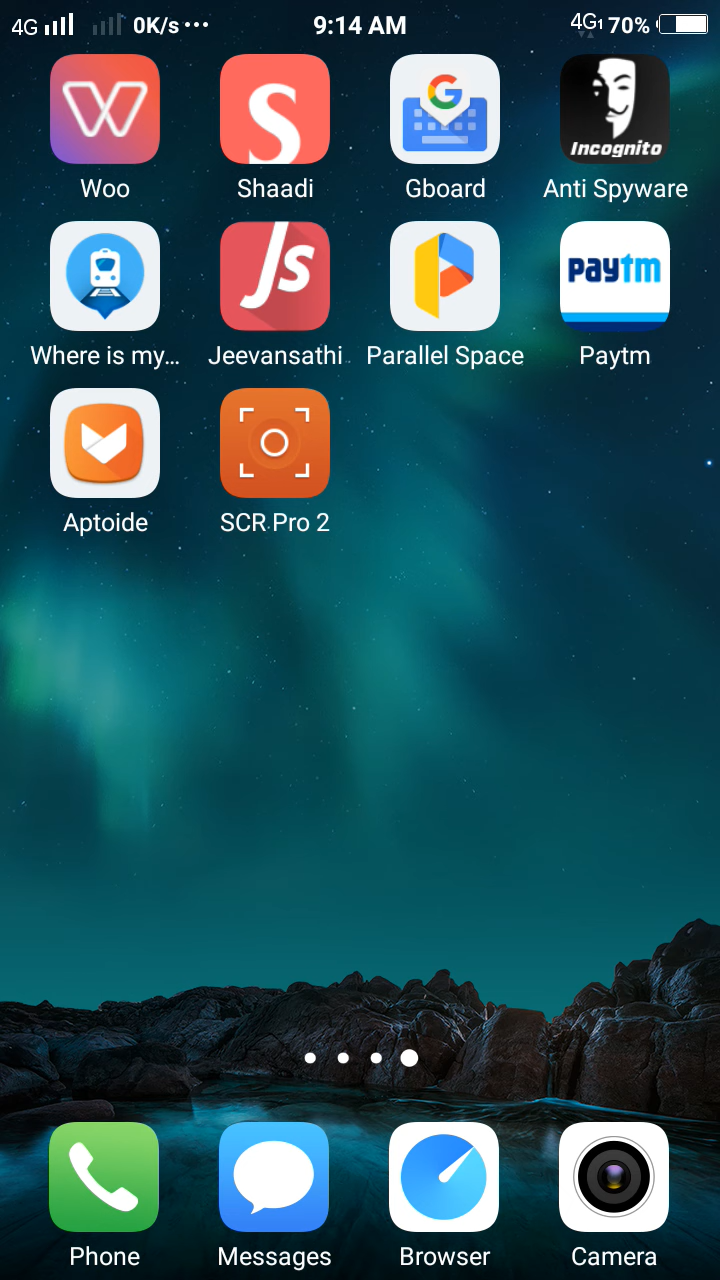 4G 0K/s ... 9:14 AM 4G1 70%
Incognito
Woo Shaadi Gboard Anti Spyware
paytm
Where is my... Jeevansathi Parallel Space Paytm
Aptoide SCR Pro 2
Phone Messages Browser Camera